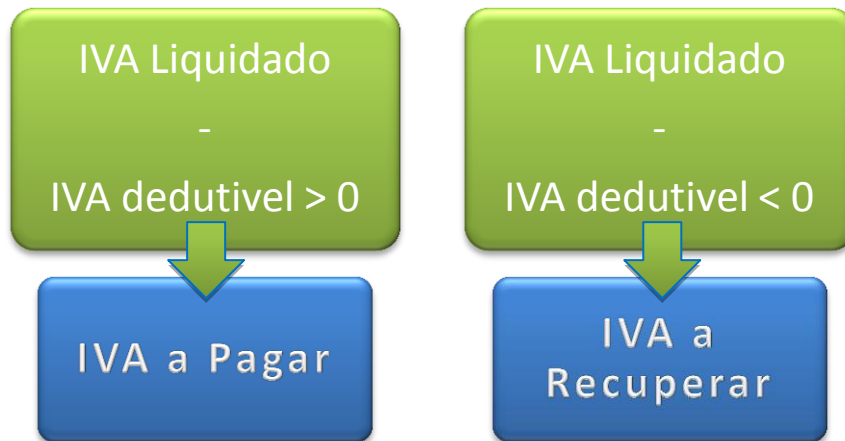 IVA Liquidado
-
IVA dedutivel > 0
IVA a Pagar
IVA Liquidado
-
IVA dedutivel < 0
IVA a
Recuperar